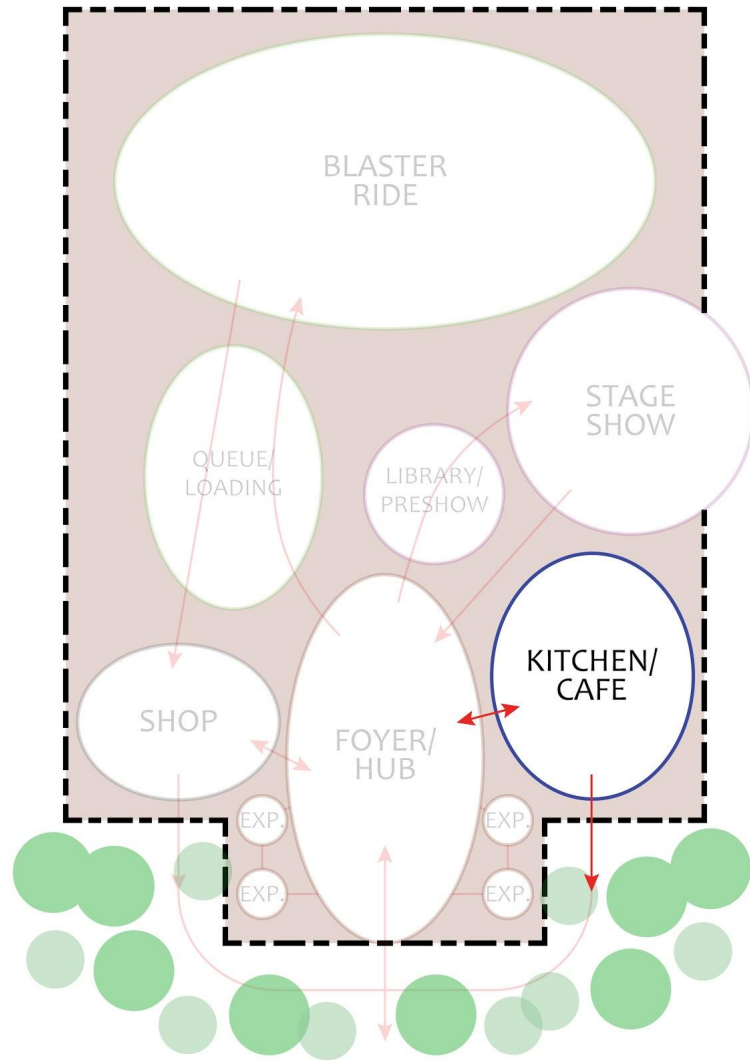 BLASTER
RIDE
STAGE
SHOW
QUEUE/
LOADING
LIBRARY/
PRESHOW
KITCHEN/
CAFE
SHOP
FOYER/
HUB
EXP.
EXP.
EXP.
EXP.